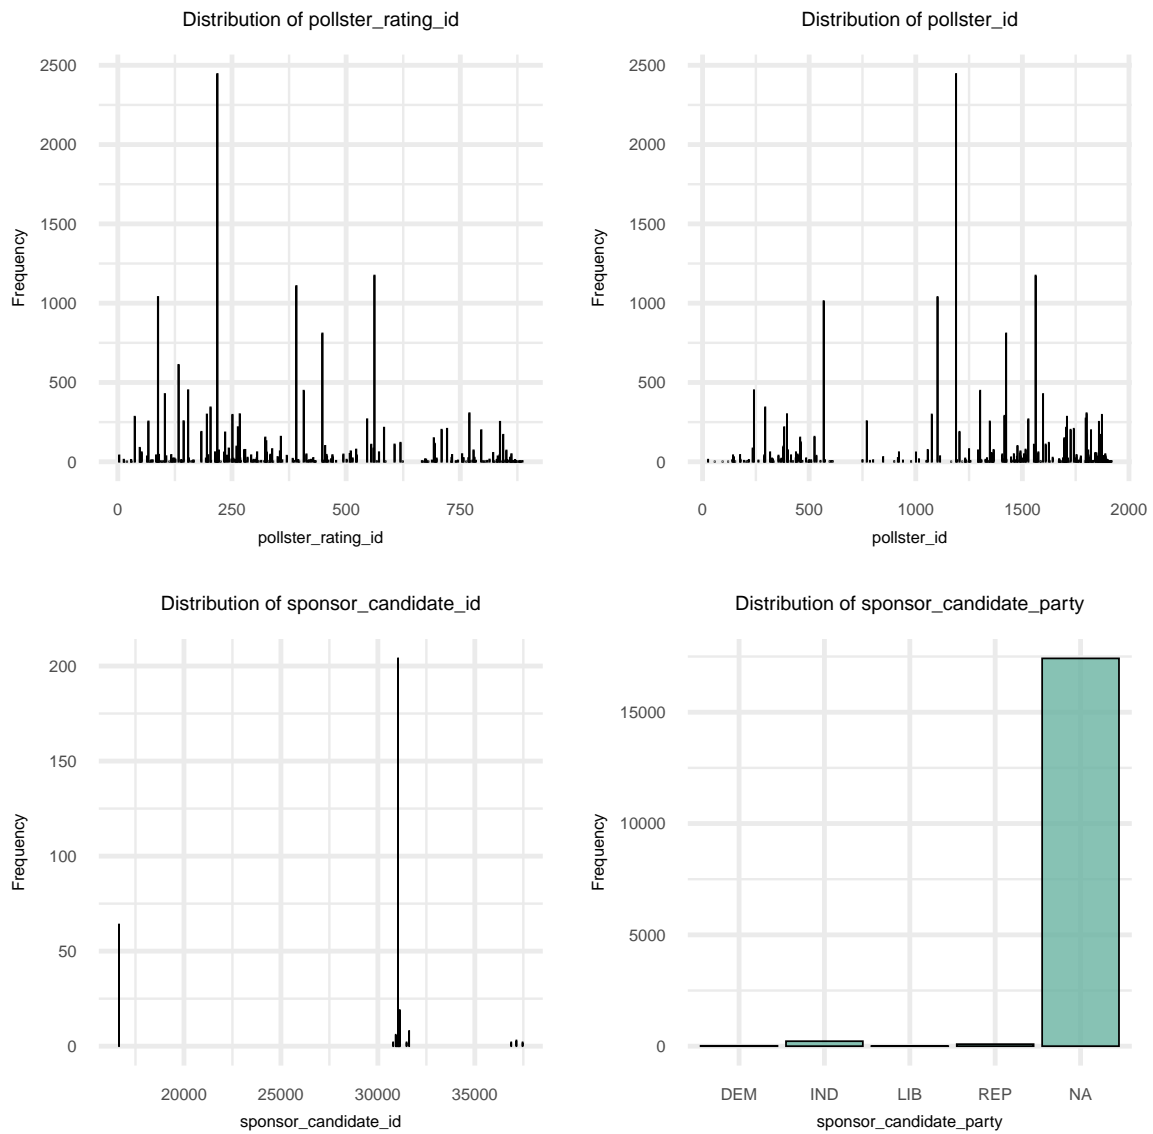 Distribution of pollster_rating_id
2500
2000
1500
1000
500
0
Frequency
0 250 500 750
pollster_rating_id
Distribution of pollster_id
2500
2000
1500
1000
500
0
Frequency
0 500 1000 1500 2000
pollster_id
Distribution of sponsor_candidate_id
200
150
100
50
0
Frequency
20000 25000 30000 35000
sponsor_candidate_id
Distribution of sponsor_candidate_party
15000
10000
5000
0
Frequency
DEM IND LIB REP NA
sponsor_candidate_party